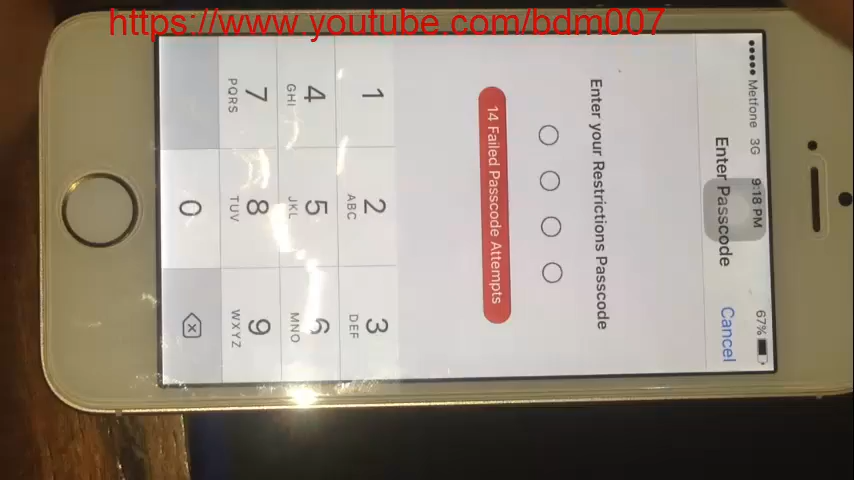 https://www.youtube.com/bdm007
Metfone 3G 9:18 PM 67%
Enter Passcode Cancel
Enter your Restrictions Passcode
14 Failed Passcode Attempts
1 2 ABC 3 DEF
4 GHI 5 JKL 6 MNO
7 PQRS 8 TUV 9 WXYZ
0